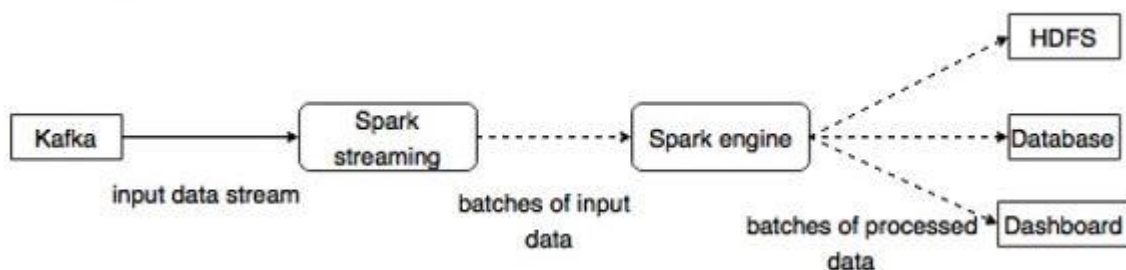 HDFS
Kafka
Spark
streaming
Spark engine
Database
input data stream
batches of input
data
batches of processed
data
Dashboard